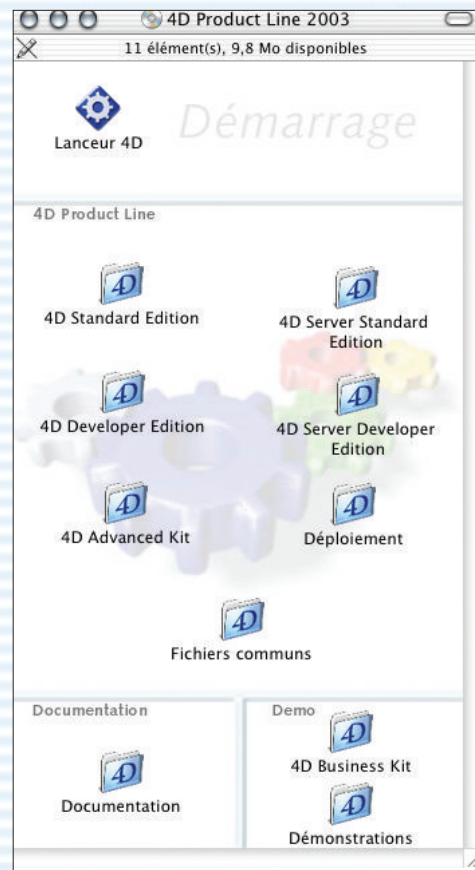 4D Product Line 2003
11 élément(s), 9,8 Mo disponibles
Lanceur 4D
Démarrage
4D Product Line
4D Standard Edition
4D Server Standard
Edition
4D Developer Edition
4D Server Developer
Edition
4D Advanced Kit
Déploiement
Fichiers communs
Documentation
Documentation
Demo
4D Business Kit
Démonstrations